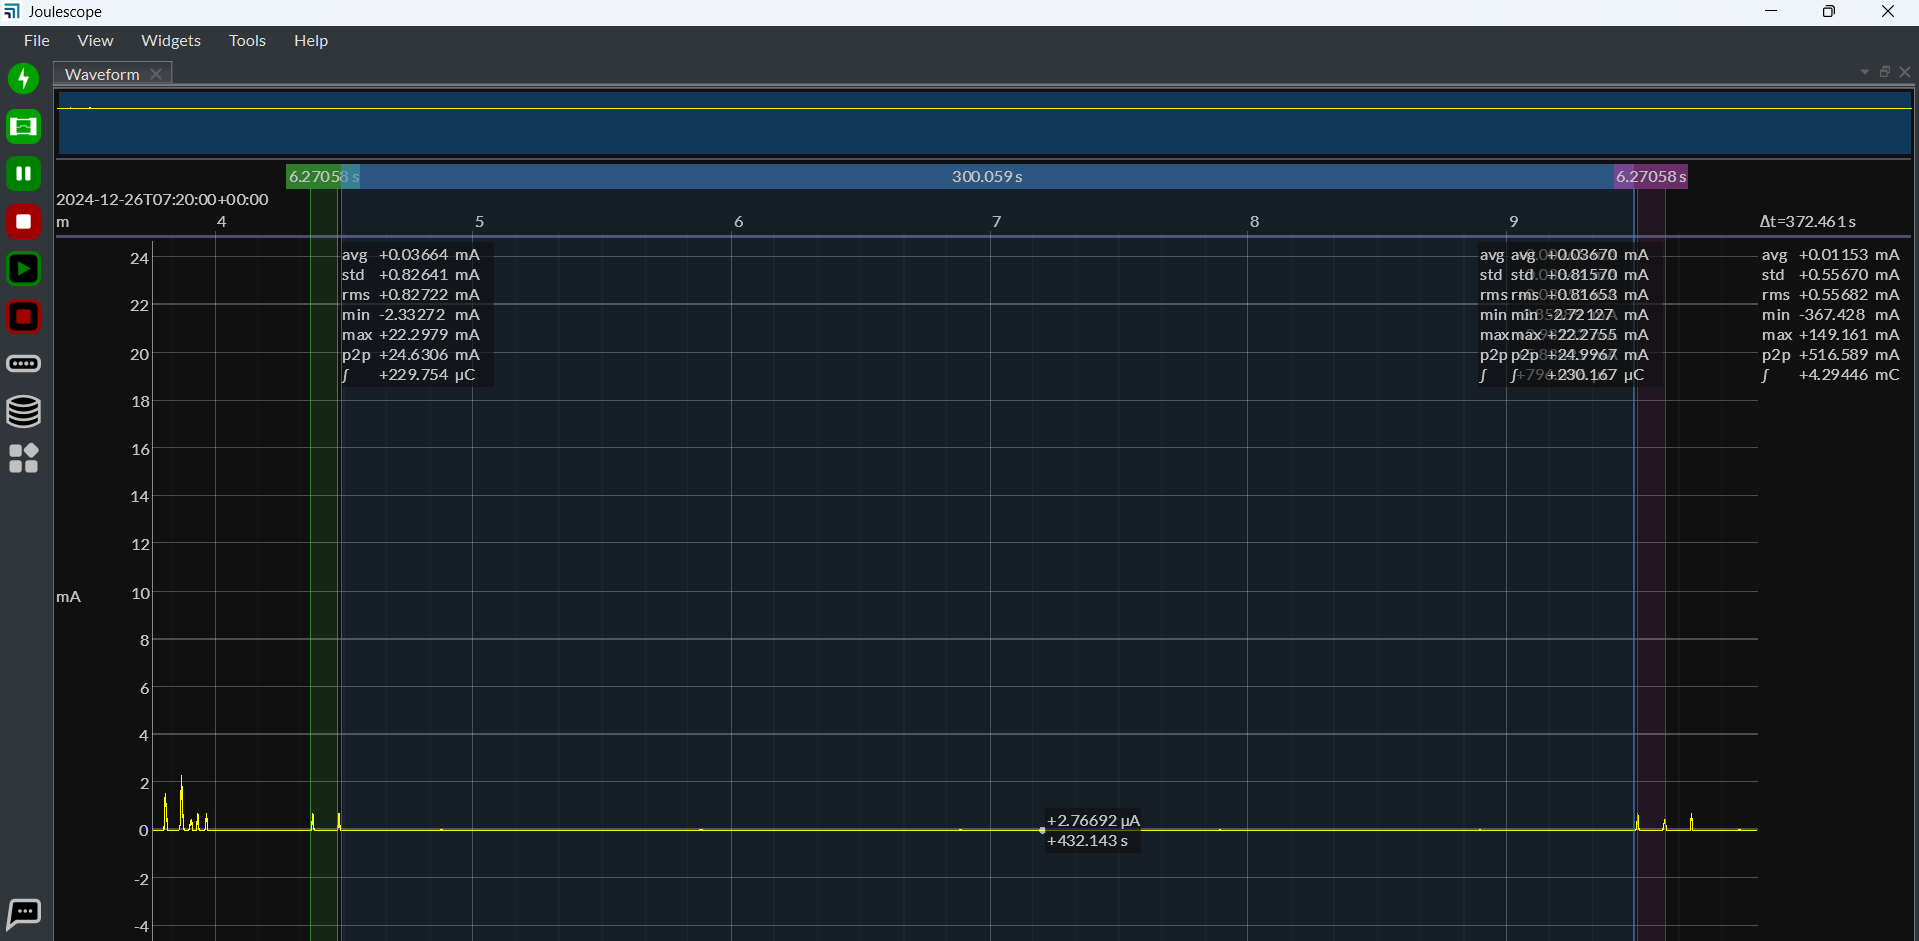 Joulescope
File View Widgets Tools Help
Waveform
6.27058 s 300.059 s 6.27058 s
2024-12-26T07:20:00+00:00
m 4 5 6 7 8 9 Δt=372.461 s
avg +0.03664 mA
std +0.82641 mA
rms +0.82722 mA
min -2.33272 mA
max +22.2979 mA
p2p +24.6306 mA
∫ +229.754 µC
avg avg +0.03670 mA
std std +0.81570 mA
rms rms +0.81653 mA
min min -2.72127 mA
max max +22.2755 mA
p2p p2p +24.9967 mA
∫ ∫ +230.167 µC
avg +0.01153 mA
std +0.55670 mA
rms +0.55682 mA
min -367.428 mA
max +149.161 mA
p2p +516.589 mA
∫ +4.29446 mC
24
22
20
18
16
14
12
mA 10
8
6
4
2
0
-2
-4
+2.76692 µA
+432.143 s